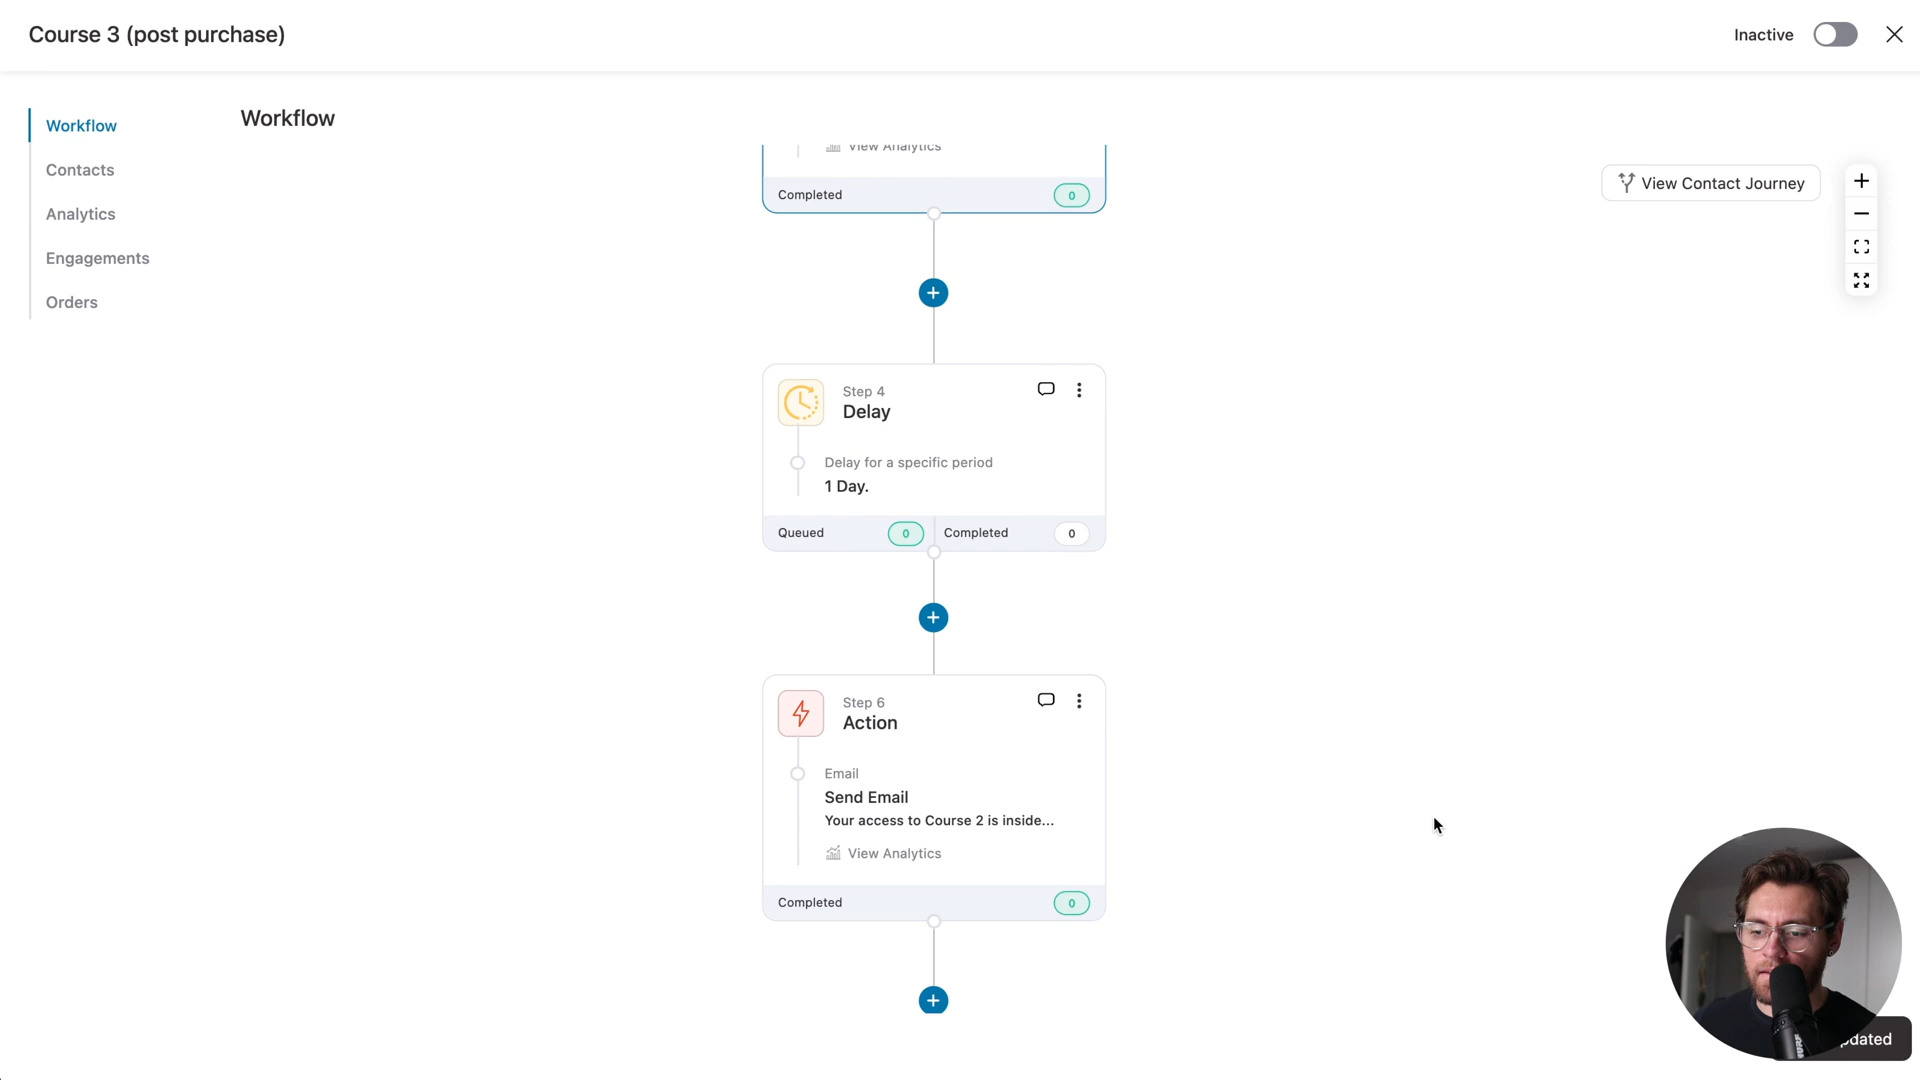 Course 3 (post purchase)
Inactive
Workflow
Contacts
Analytics
Engagements
Orders
Workflow
View Analytics
Completed
0
View Contact Journey
Step 4
Delay
Delay for a specific period
1 Day.
Queued
0
Completed
0
Step 6
Action
Email
Send Email
Your access to Course 2 is inside...
View Analytics
Completed
0